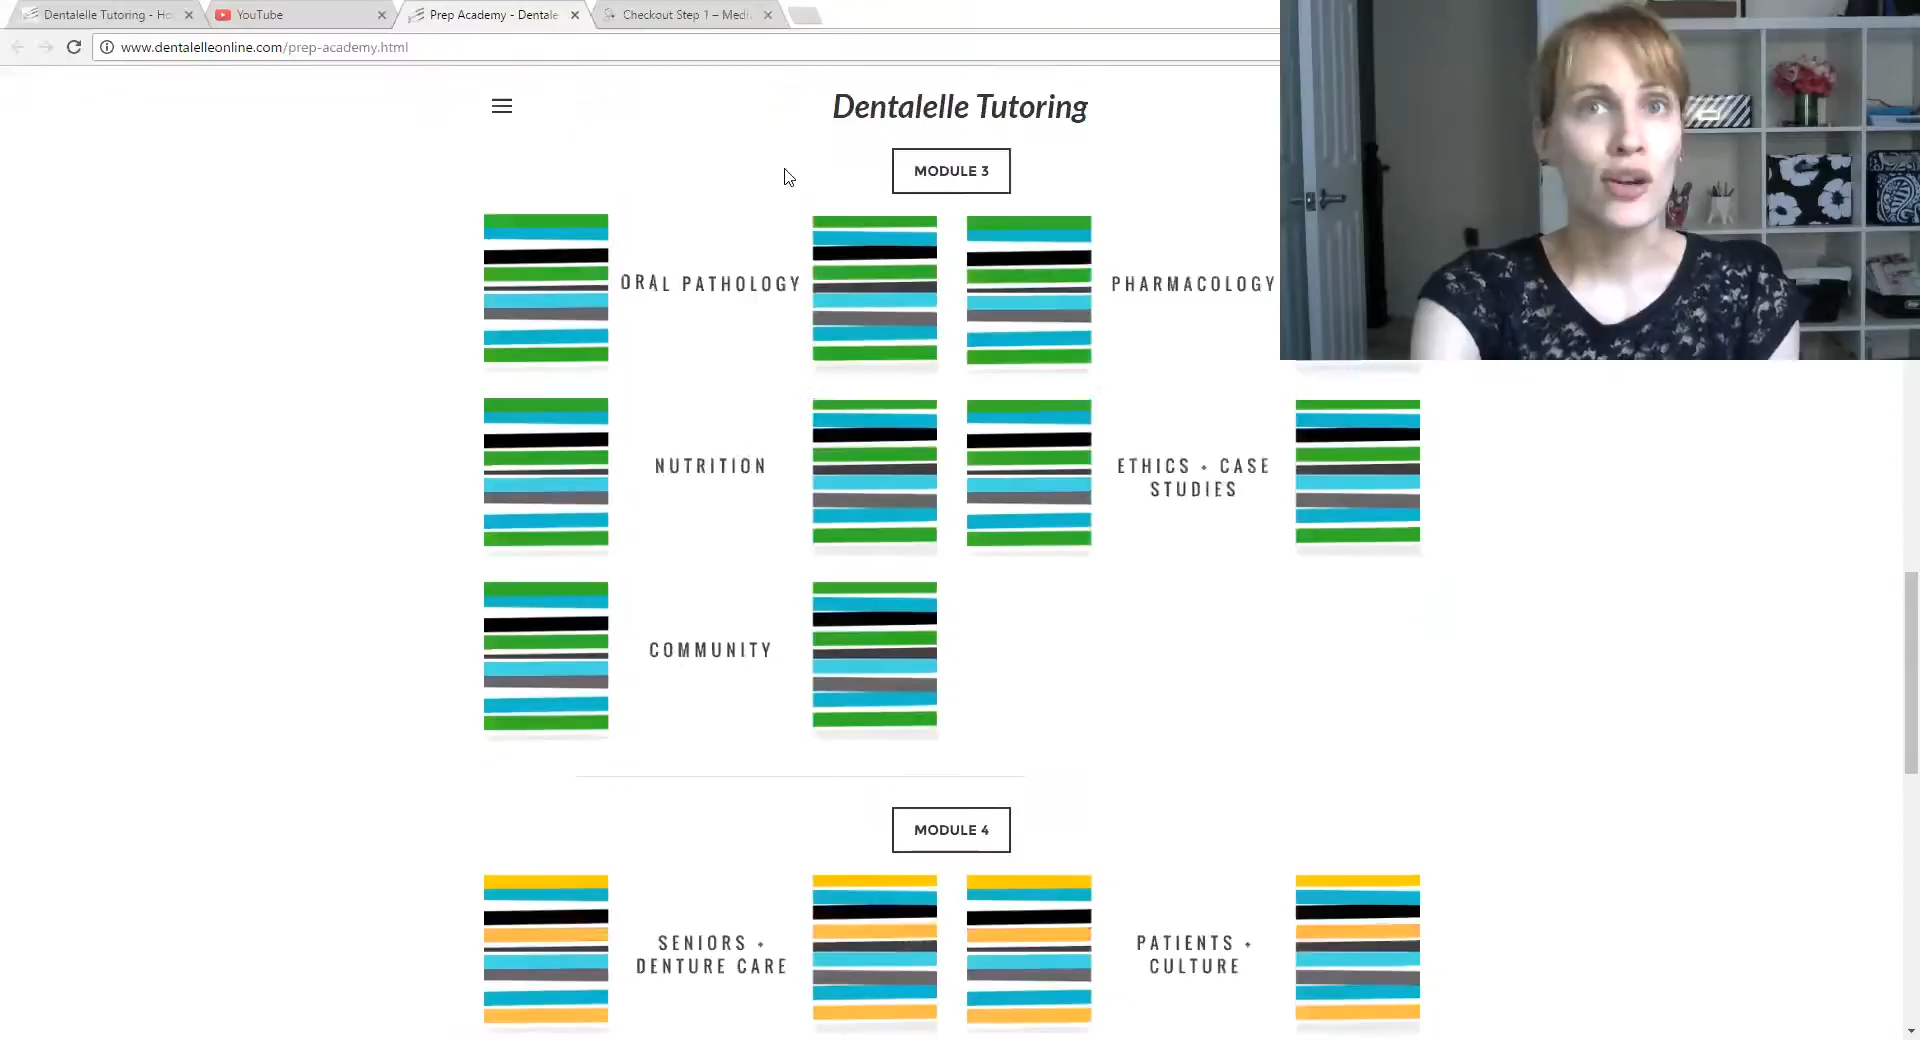 Dentalelle Tutoring - Ho
YouTube
Prep Academy - Dentale
Checkout Step 1 – Medi
www.dentalelleonline.com/prep-academy.html
Dentalelle Tutoring
MODULE 3
ORAL PATHOLOGY
PHARMACOLOGY
NUTRITION
ETHICS + CASE
STUDIES
COMMUNITY
MODULE 4
SENIORS +
DENTURE CARE
PATIENTS +
CULTURE